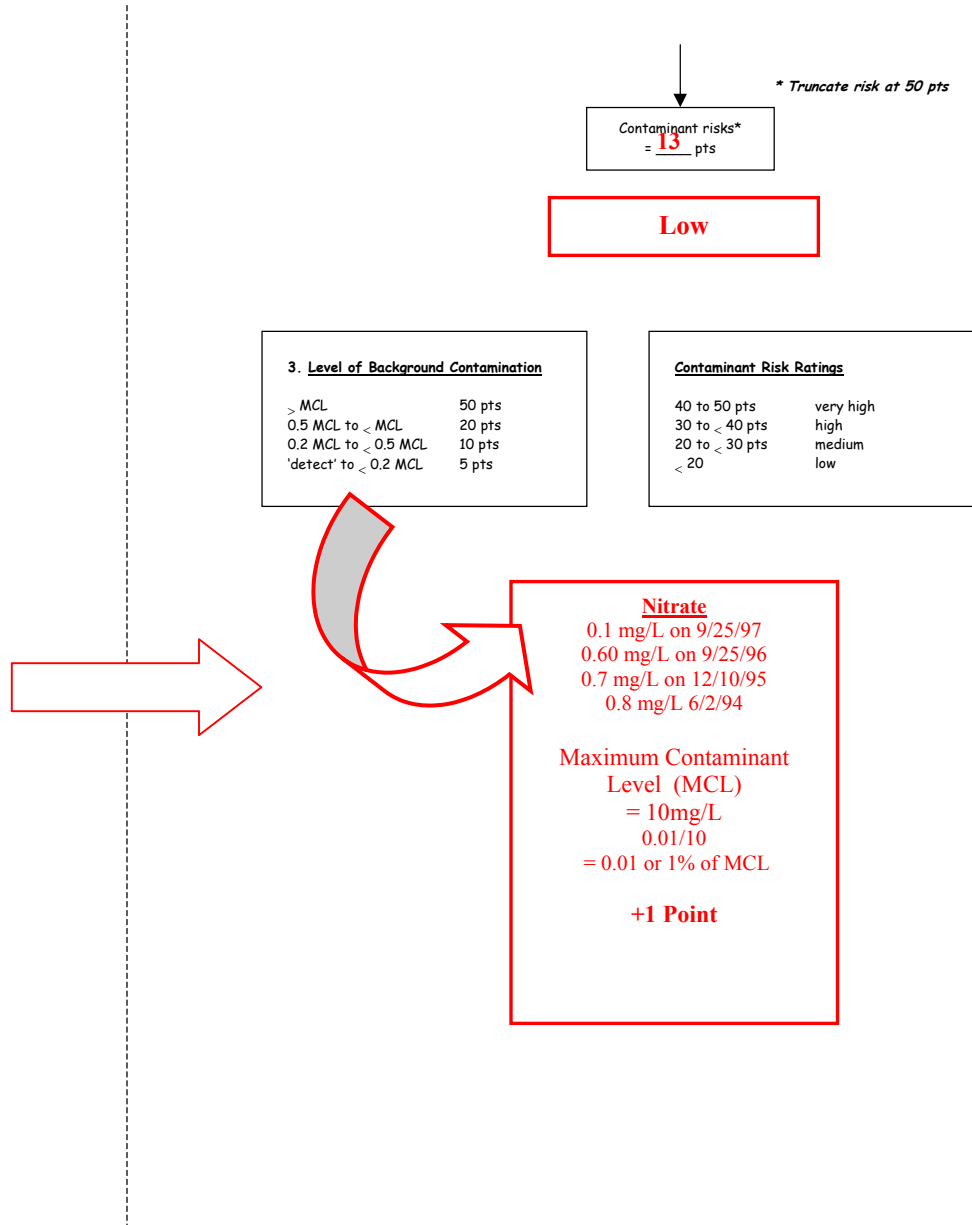 * Truncate risk at 50 pts
Contaminant risks*
= 13 pts
Low
3. Level of Background Contamination
> MCL 50 pts
0.5 MCL to < MCL 20 pts
0.2 MCL to < 0.5 MCL 10 pts
'detect' to < 0.2 MCL 5 pts
Contaminant Risk Ratings
40 to 50 pts very high
30 to < 40 pts high
20 to < 30 pts medium
< 20 low
Nitrate
0.1 mg/L on 9/25/97
0.60 mg/L on 9/25/96
0.7 mg/L on 12/10/95
0.8 mg/L 6/2/94
Maximum Contaminant
Level (MCL)
= 10mg/L
0.01/10
= 0.01 or 1% of MCL
+1 Point